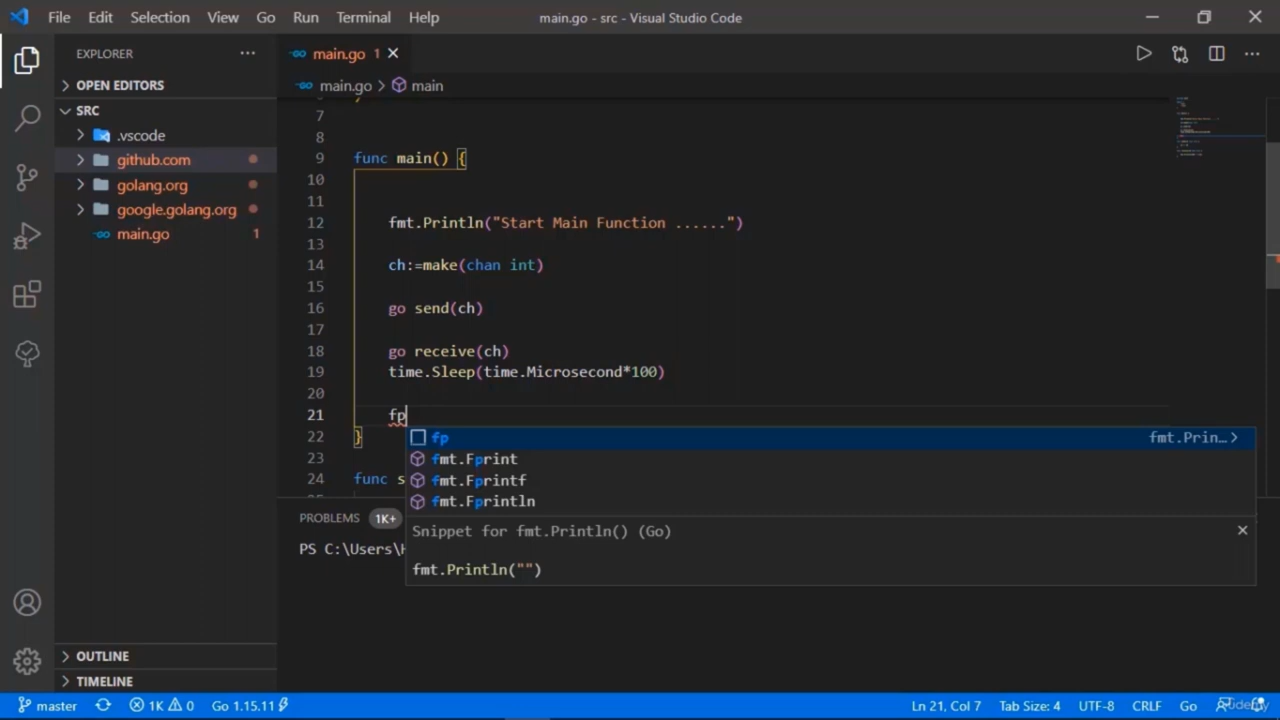 File Edit Selection View Go Run Terminal Help main.go - src - Visual Studio Code
EXPLORER
OPEN EDITORS
SRC
.vscode
github.com
golang.org
google.golang.org
main.go 1
OUTLINE
TIMELINE
main.go 1
main.go > main
7
8
9 func main() {
10
11
12 fmt.Println("Start Main Function ......")
13
14 ch:=make(chan int)
15
16 go send(ch)
17
18 go receive(ch)
19 time.Sleep(time.Microsecond*100)
20
21 fp
22 }
23
24 func s
fp fmt.Prin…
fmt.Fprint
fmt.Fprintf
fmt.Fprintln
Snippet for fmt.Println() (Go)
fmt.Println("")
PROBLEMS 1K+
PS C:\Users\H
master 1K 0 Go 1.15.11 Ln 21, Col 7 Tab Size: 4 UTF-8 CRLF Go